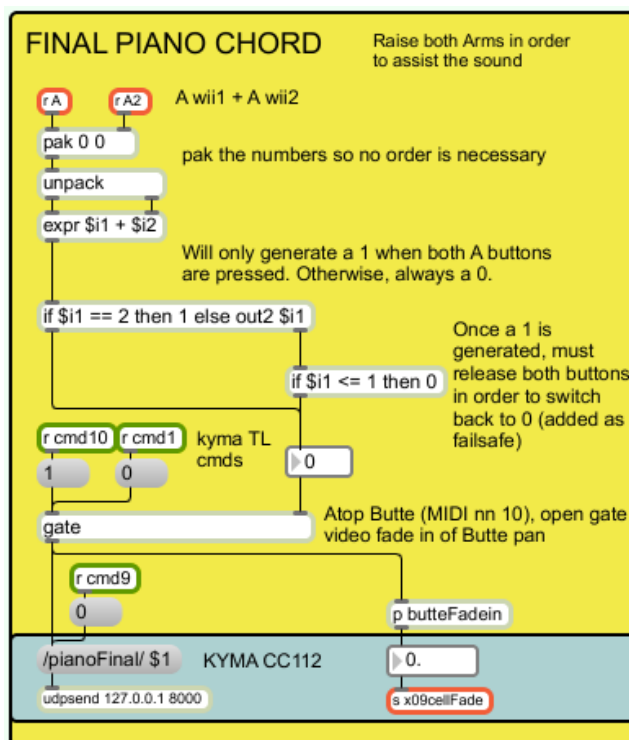 FINAL PIANO CHORD
Raise both Arms in order
to assist the sound
r A
r A2
A wii1 + A wii2
pak 0 0
pak the numbers so no order is necessary
unpack
expr $i1 + $i2
Will only generate a 1 when both A buttons
are pressed. Otherwise, always a 0.
if $i1 == 2 then 1 else out2 $i1
Once a 1 is
generated, must
release both buttons
in order to switch
back to 0 (added as
failsafe)
if $i1 <= 1 then 0
r cmd10
r cmd1
kyma TL
cmds
1
0
0
gate
Atop Butte (MIDI nn 10), open gate
video fade in of Butte pan
r cmd9
0
p butteFadein
/pianoFinal/ $1
KYMA CC112
0.
udpsend 127.0.0.1 8000
s x09cellFade